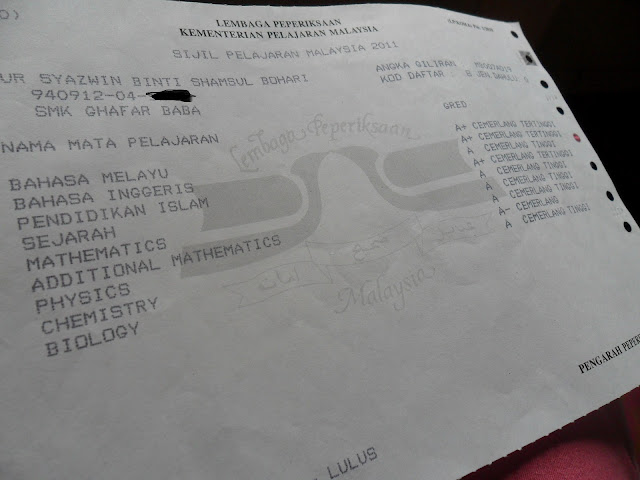 LEMBAGA PEPERIKSAAN
KEMENTERIAN PELAJARAN MALAYSIA
SIJIL PELAJARAN MALAYSIA 2011
UR SYAZWIN BINTI SHAMSUL BOHARI
ANGKA GILIRAN :
940912-04-
KOD DAFTAR :
SMK GHAFAR BABA
NAMA MATA PELAJARAN
GRED
BAHASA MELAYU A+ CEMERLANG TERTINGGI
BAHASA INGGERIS A+ CEMERLANG TERTINGGI
PENDIDIKAN ISLAM A CEMERLANG TINGGI
SEJARAH A+ CEMERLANG TERTINGGI
MATHEMATICS A CEMERLANG TINGGI
ADDITIONAL MATHEMATICS A CEMERLANG TINGGI
PHYSICS A CEMERLANG TINGGI
CHEMISTRY A- CEMERLANG
BIOLOGY A CEMERLANG TINGGI
Lembaga Peperiksaan
Malaysia
PENGARAH PEPER
LULUS